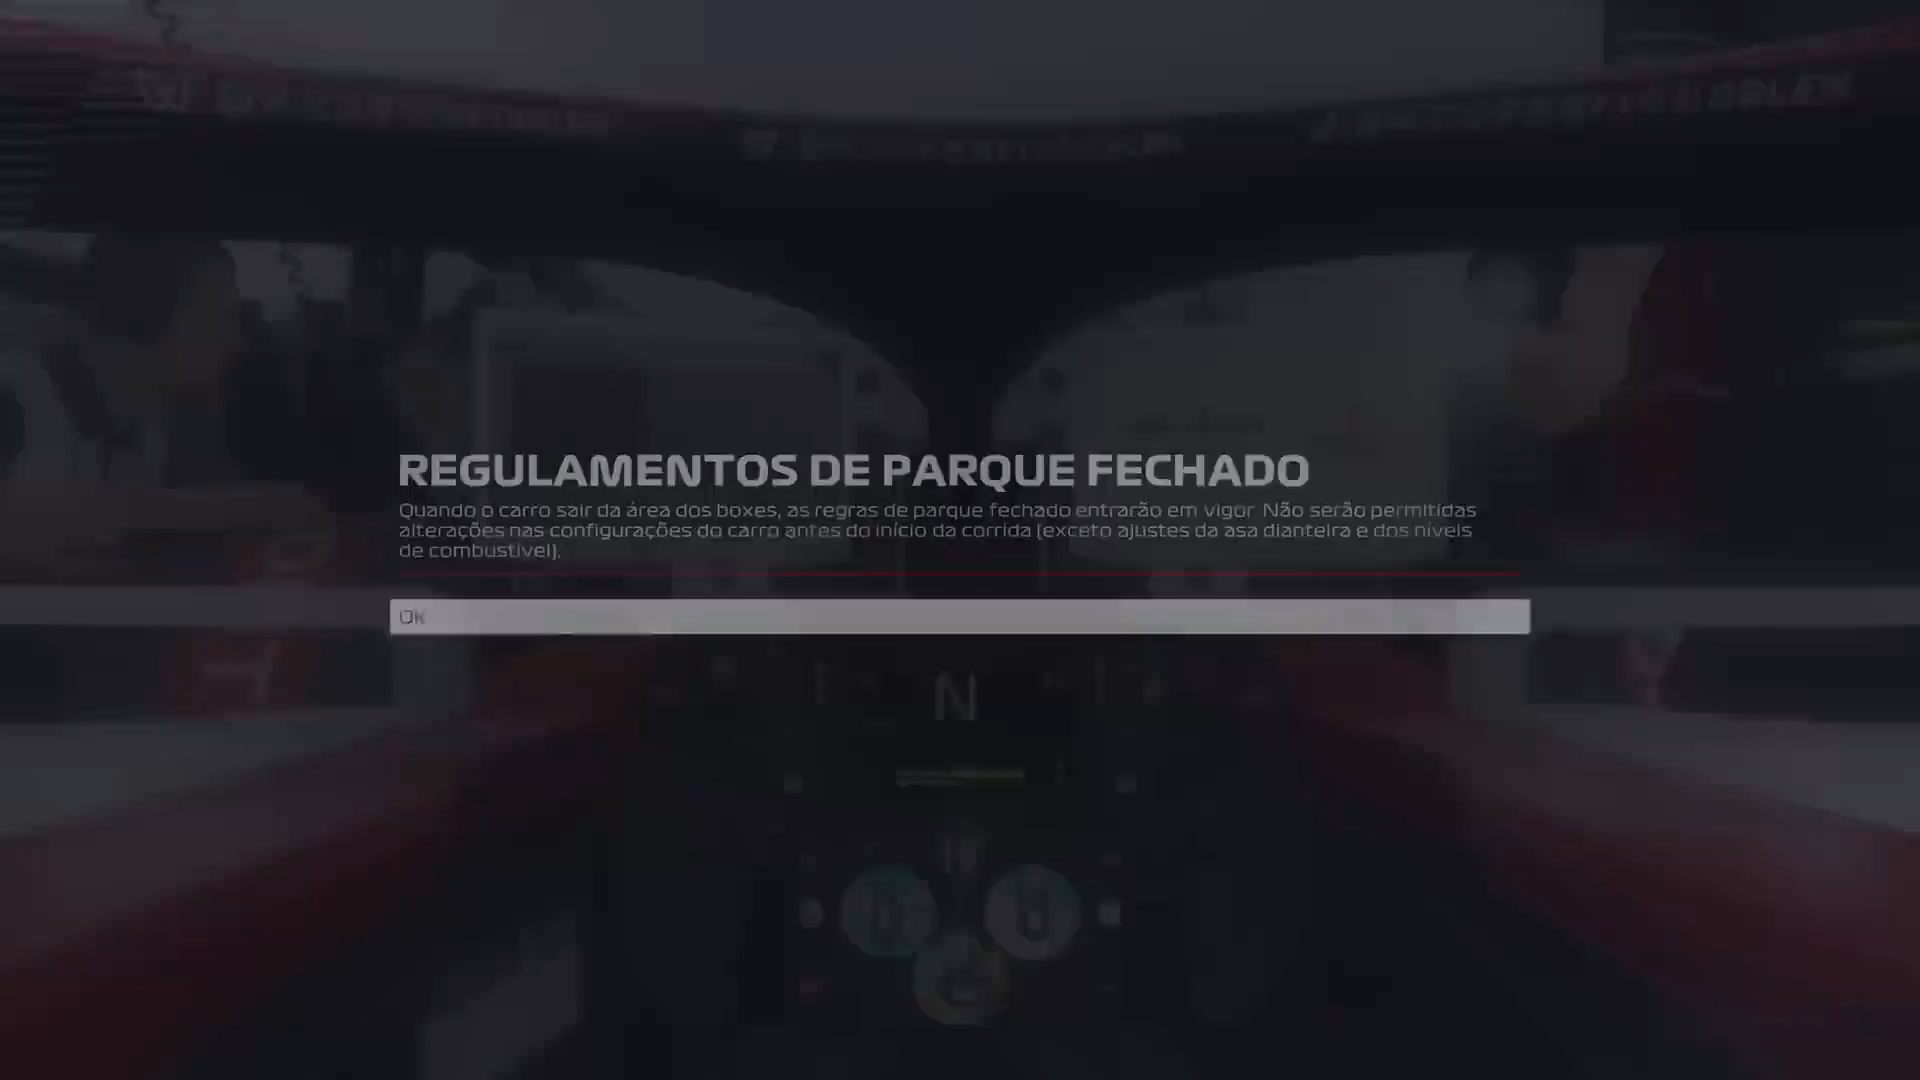 REGULAMENTOS DE PARQUE FECHADO
Quando o carro sair da área dos boxes, as regras de parque fechado entrarão em vigor. Não serão permitidas
alterações nas configurações do carro antes do início da corrida (exceto ajustes da asa dianteira e dos níveis
de combustível).
OK
N